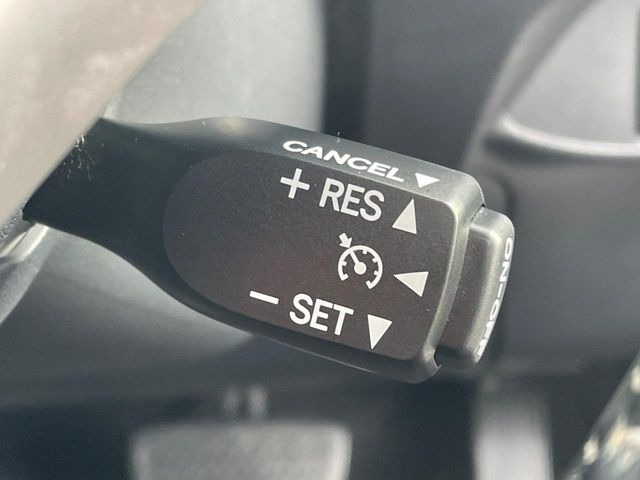 CANCEL ▼
+ RES ▲
◀
− SET ▼
ON-OFF